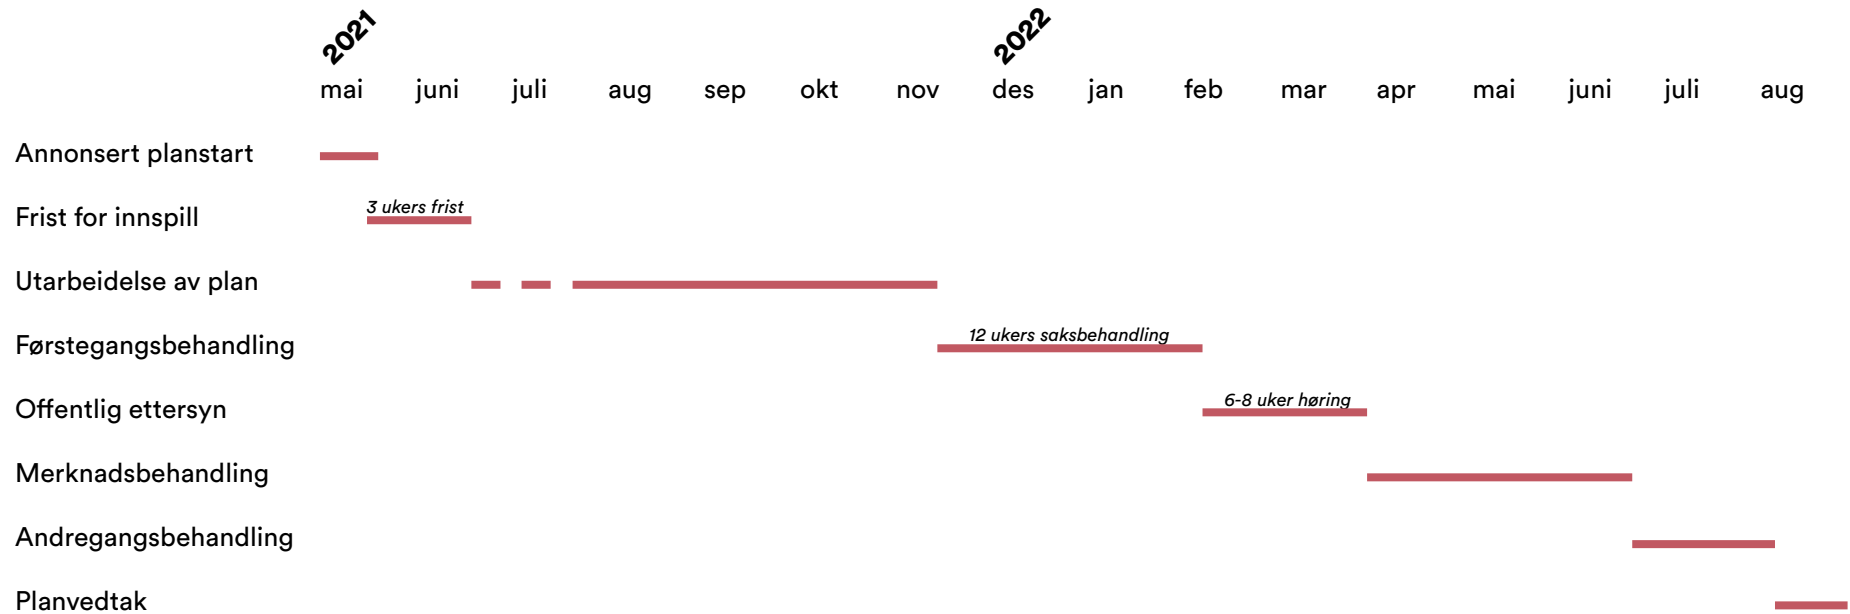 2021 2022
mai juni juli aug sep okt nov des jan feb mar apr mai juni juli aug
Annonsert planstart
3 ukers frist
Frist for innspill
Utarbeidelse av plan
12 ukers saksbehandling
Førstegangsbehandling
6-8 uker høring
Offentlig ettersyn
Merknadsbehandling
Andregangsbehandling
Planvedtak